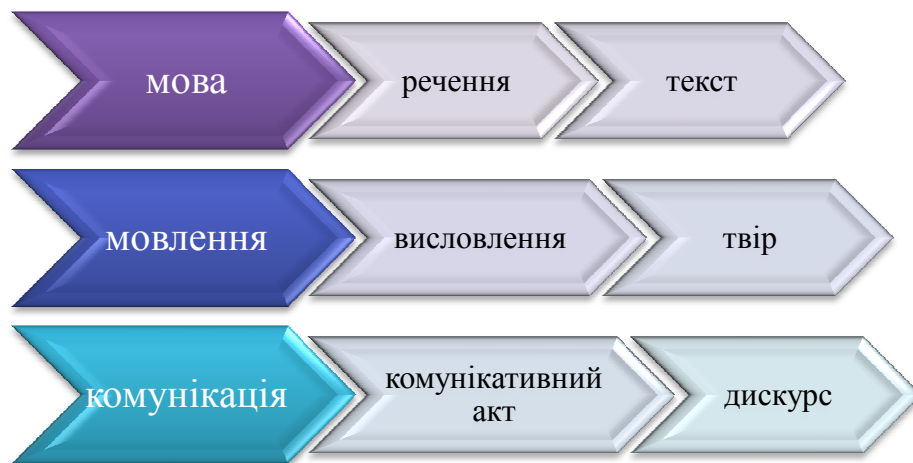 мова
речення
текст
мовлення
висловлення
твір
комунікація
комунікативний
акт
дискурс